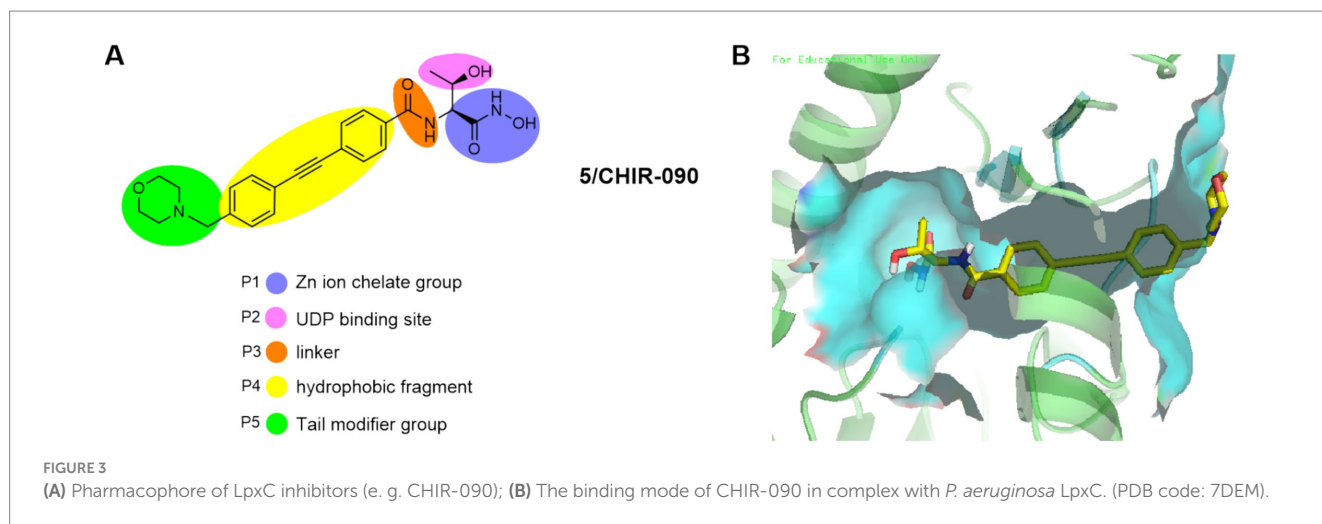 A
B
For Educational Use Only
O
OH
O
H
N
OH
N
H
O
O
N
5/CHIR-090
P1 Zn ion chelate group
P2 UDP binding site
P3 linker
P4 hydrophobic fragment
P5 Tail modifier group
FIGURE 3
(A) Pharmacophore of LpxC inhibitors (e. g. CHIR-090); (B) The binding mode of CHIR-090 in complex with P. aeruginosa LpxC. (PDB code: 7DEM).